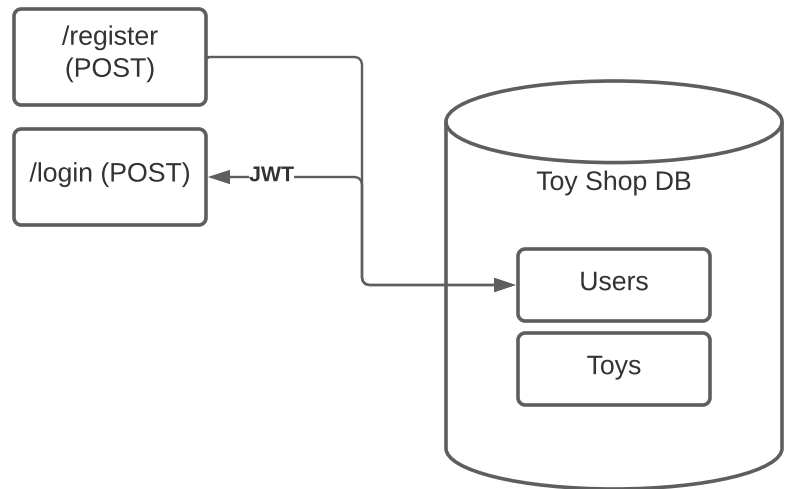 /register
(POST)
/login (POST)
JWT
Toy Shop DB
Users
Toys